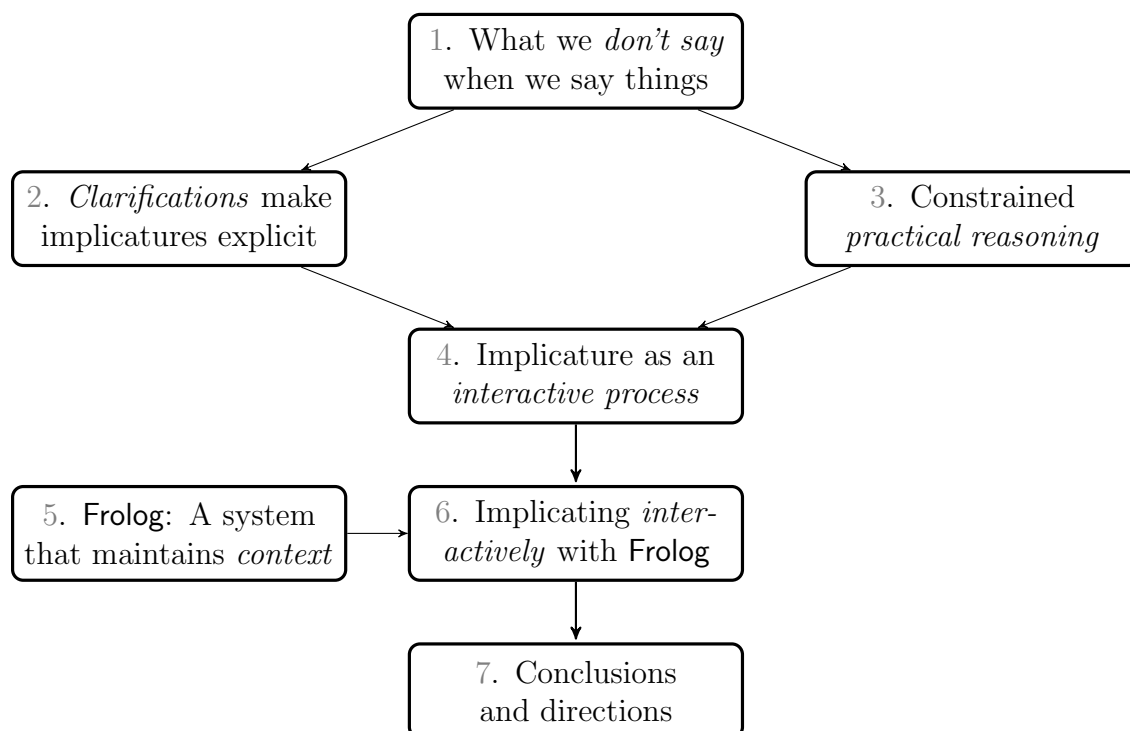 1. What we don't say
when we say things
2. Clarifications make
implicatures explicit
3. Constrained
practical reasoning
4. Implicature as an
interactive process
5. Frolog: A system
that maintains context
6. Implicating inter-
actively with Frolog
7. Conclusions
and directions